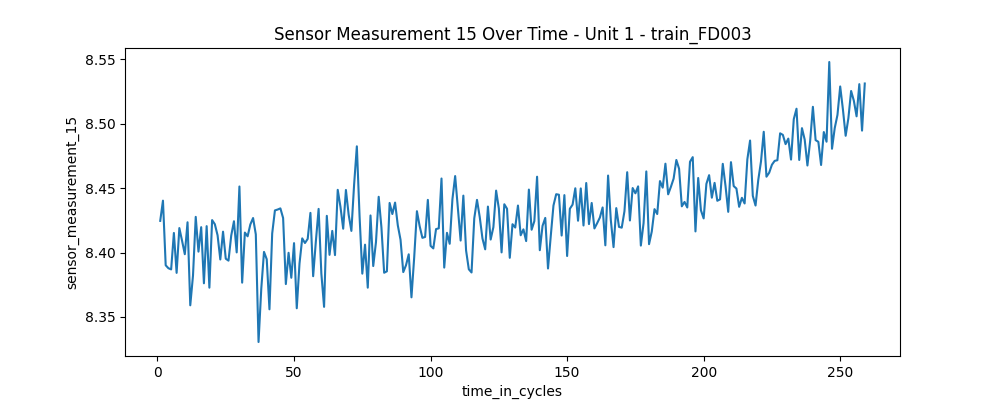 Sensor Measurement 15 Over Time - Unit 1 - train_FD003
8.55
8.50
8.45
8.40
8.35
sensor_measurement_15
0 50 100 150 200 250
time_in_cycles